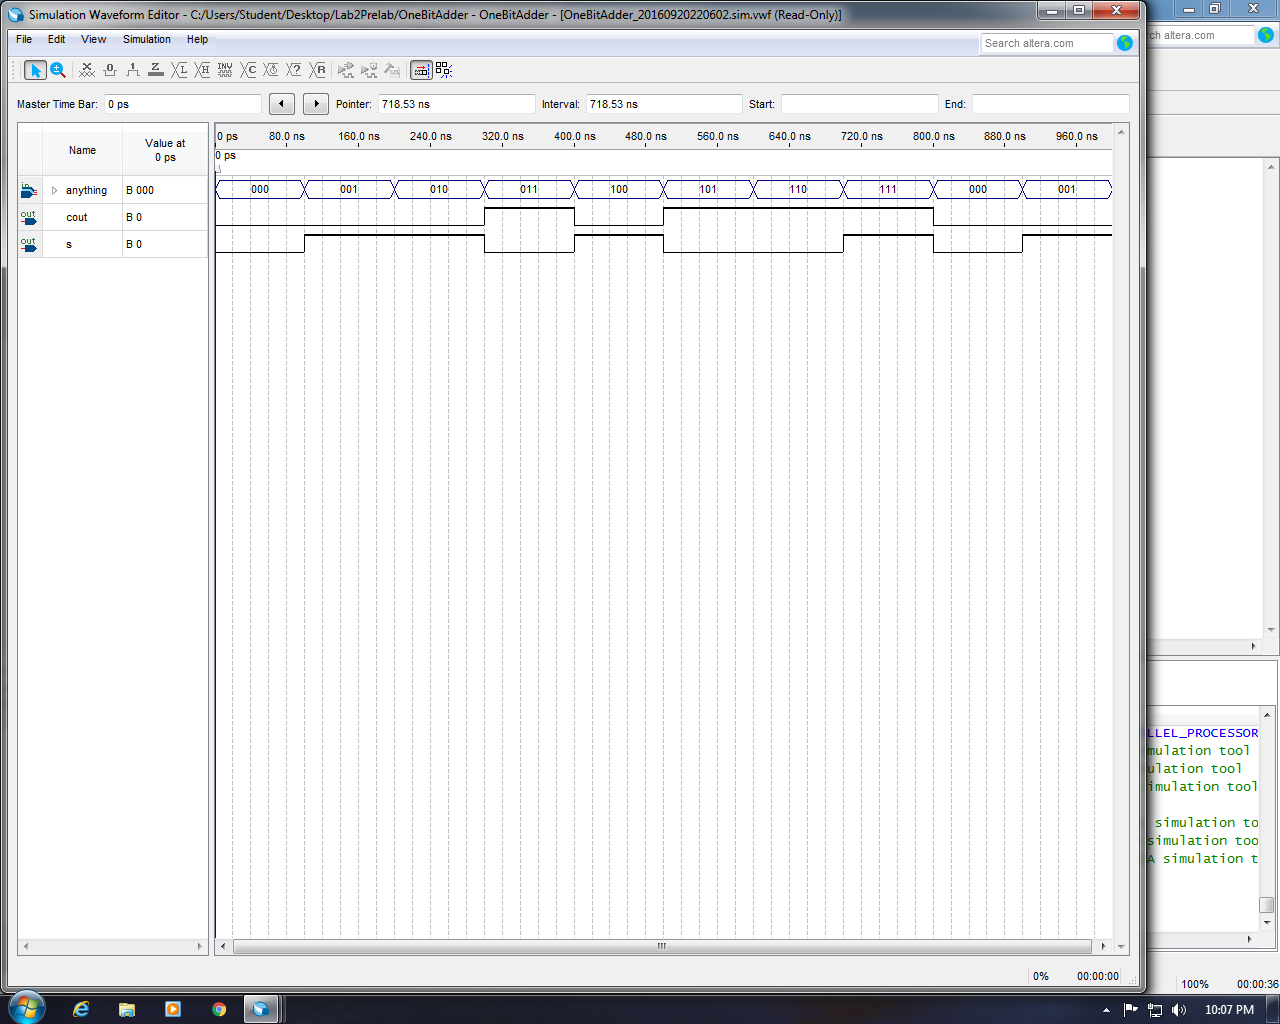 Simulation Waveform Editor - C:/Users/Student/Desktop/Lab2Prelab/OneBitAdder - OneBitAdder - [OneBitAdder_20160920220602.sim.vwf (Read-Only)]
File Edit View Simulation Help
Search altera.com
ch altera.com
Master Time Bar: 0 ps Pointer: 718.53 ns Interval: 718.53 ns Start: End:
Name Value at 0 ps
0 ps 80.0 ns 160.0 ns 240.0 ns 320.0 ns 400.0 ns 480.0 ns 560.0 ns 640.0 ns 720.0 ns 800.0 ns 880.0 ns 960.0 ns
0 ps
in anything B 000 000 001 010 011 100 101 110 111 000 001
out cout B 0
out s B 0
LLEL_PROCESSOR
mulation tool
ulation tool
imulation tool
simulation to
simulation too
A simulation t
0% 00:00:00
100% 00:00:36
10:07 PM